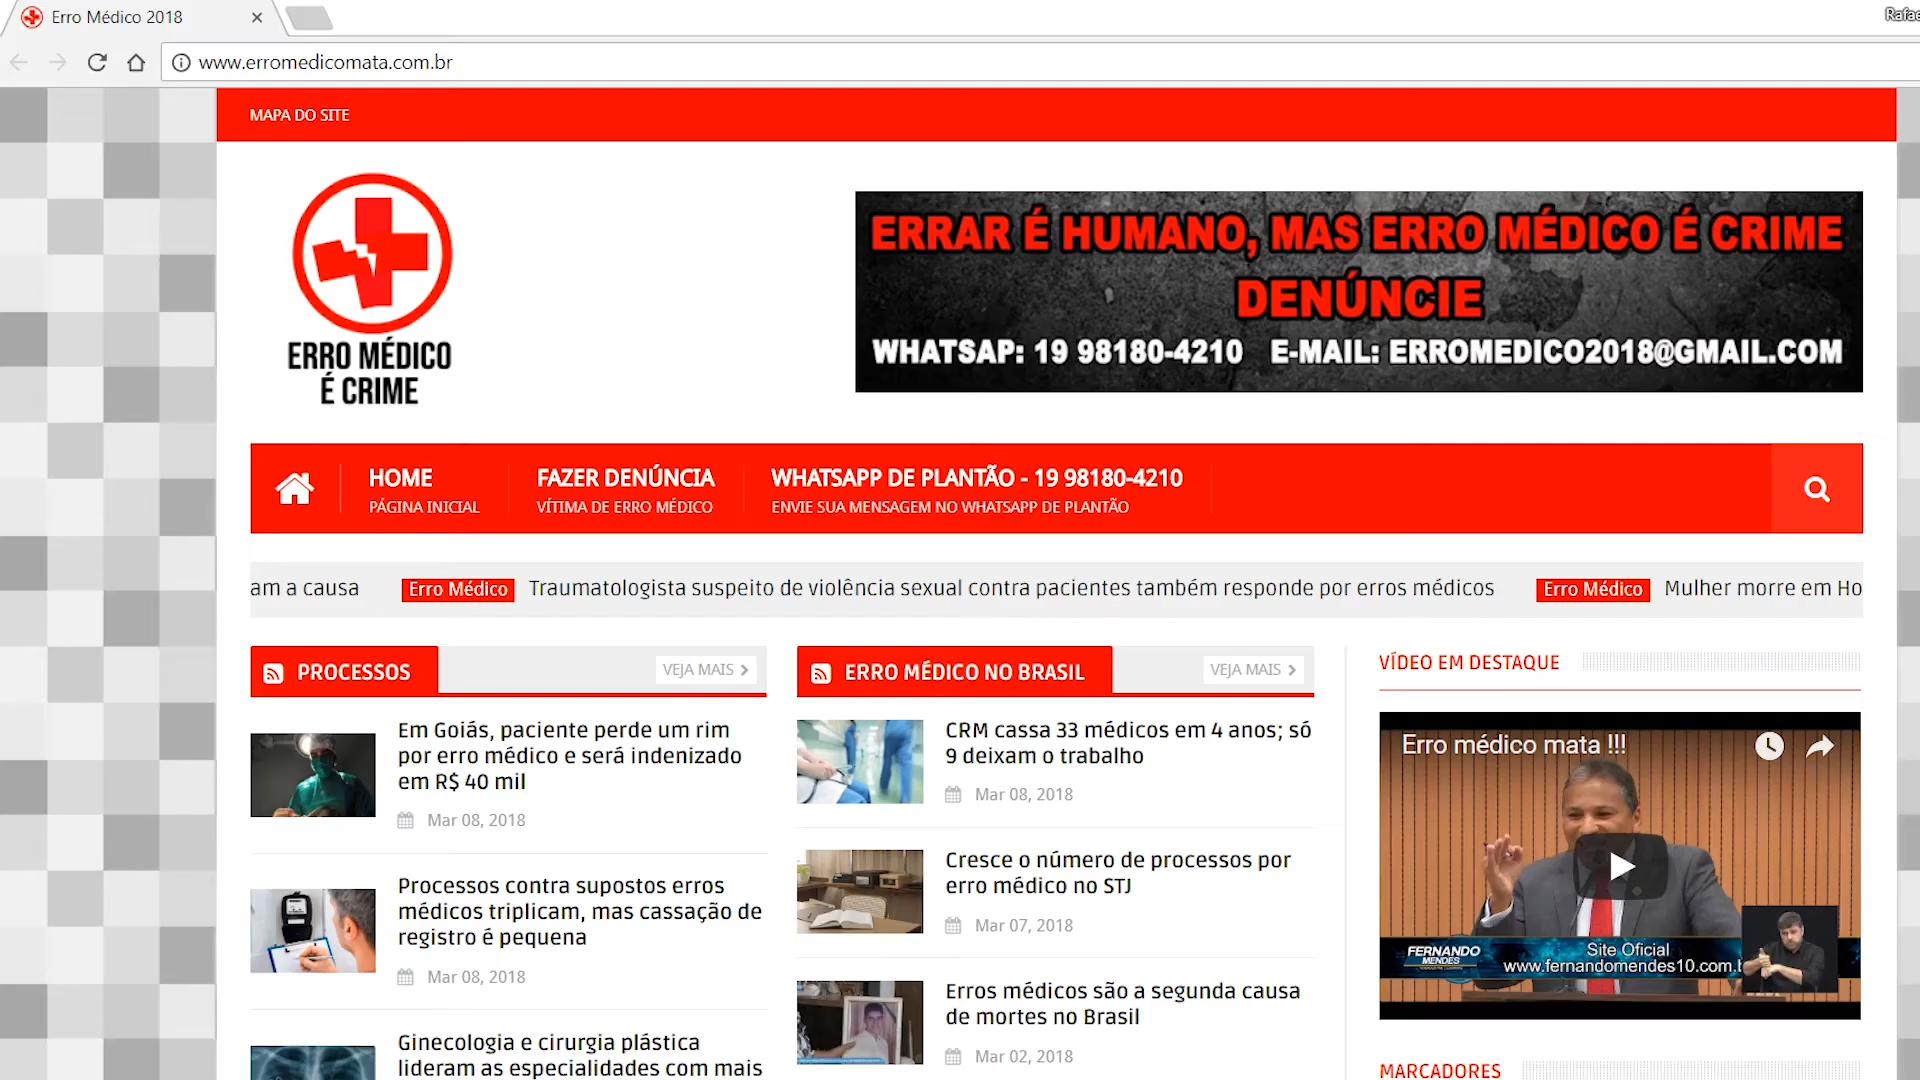 Erro Médico 2018
www.erromedicomata.com.br
MAPA DO SITE
ERRO MÉDICO
É CRIME
ERRAR É HUMANO, MAS ERRO MÉDICO É CRIME
DENÚNCIE
WHATSAP: 19 98180-4210 E-MAIL: ERROMEDICO2018@GMAIL.COM
HOME
PÁGINA INICIAL
FAZER DENÚNCIA
VÍTIMA DE ERRO MÉDICO
WHATSAPP DE PLANTÃO - 19 98180-4210
ENVIE SUA MENSAGEM NO WHATSAPP DE PLANTÃO
am a causa Erro Médico Traumatologista suspeito de violência sexual contra pacientes também responde por erros médicos Erro Médico Mulher morre em Ho
PROCESSOS
VEJA MAIS
Em Goiás, paciente perde um rim
por erro médico e será indenizado
em R$ 40 mil
Mar 08, 2018
Processos contra supostos erros
médicos triplicam, mas cassação de
registro é pequena
Mar 08, 2018
Ginecologia e cirurgia plástica
lideram as especialidades com mais
ERRO MÉDICO NO BRASIL
VEJA MAIS
CRM cassa 33 médicos em 4 anos; só
9 deixam o trabalho
Mar 08, 2018
Cresce o número de processos por
erro médico no STJ
Mar 07, 2018
Erros médicos são a segunda causa
de mortes no Brasil
Mar 02, 2018
VÍDEO EM DESTAQUE
Erro médico mata !!!
FERNANDO
MENDES
Site Oficial
www.fernandomendes10.com.b
MARCADORES